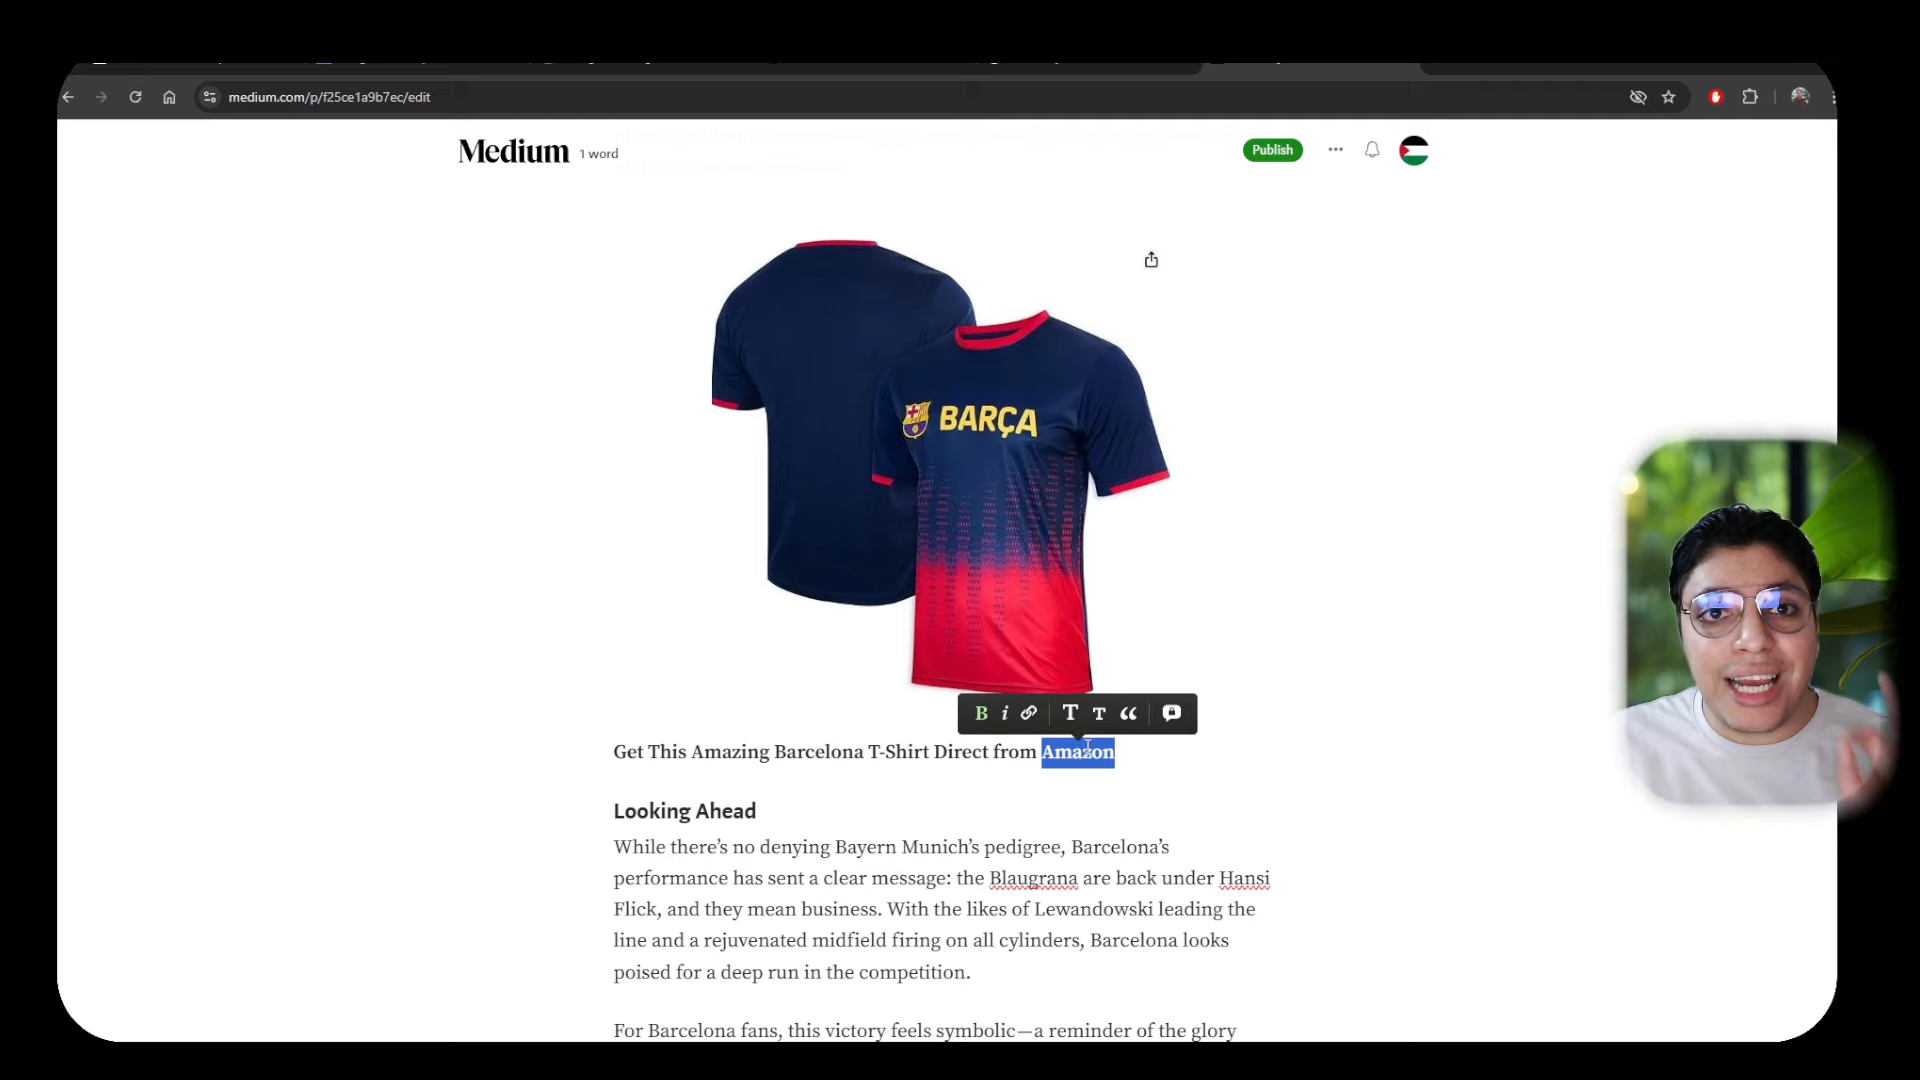 medium.com/p/f25ce1a9b7ec/edit
Medium 1 word Publish
BARÇA
B i T T
Get This Amazing Barcelona T-Shirt Direct from Amazon
Looking Ahead
While there’s no denying Bayern Munich’s pedigree, Barcelona’s
performance has sent a clear message: the Blaugrana are back under Hansi
Flick, and they mean business. With the likes of Lewandowski leading the
line and a rejuvenated midfield firing on all cylinders, Barcelona looks
poised for a deep run in the competition.
For Barcelona fans, this victory feels symbolic—a reminder of the glory